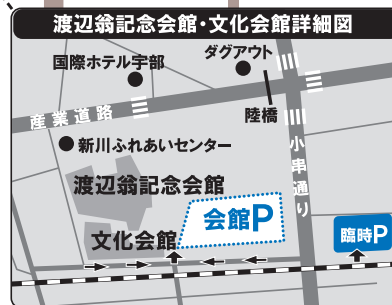 渡辺翁記念会館・文化会館詳細図
ダグアウト
国際ホテル宇部
陸橋
産業道路
新川ふれあいセンター
小串通り
渡辺翁記念会館
会館P
文化会館
臨時P